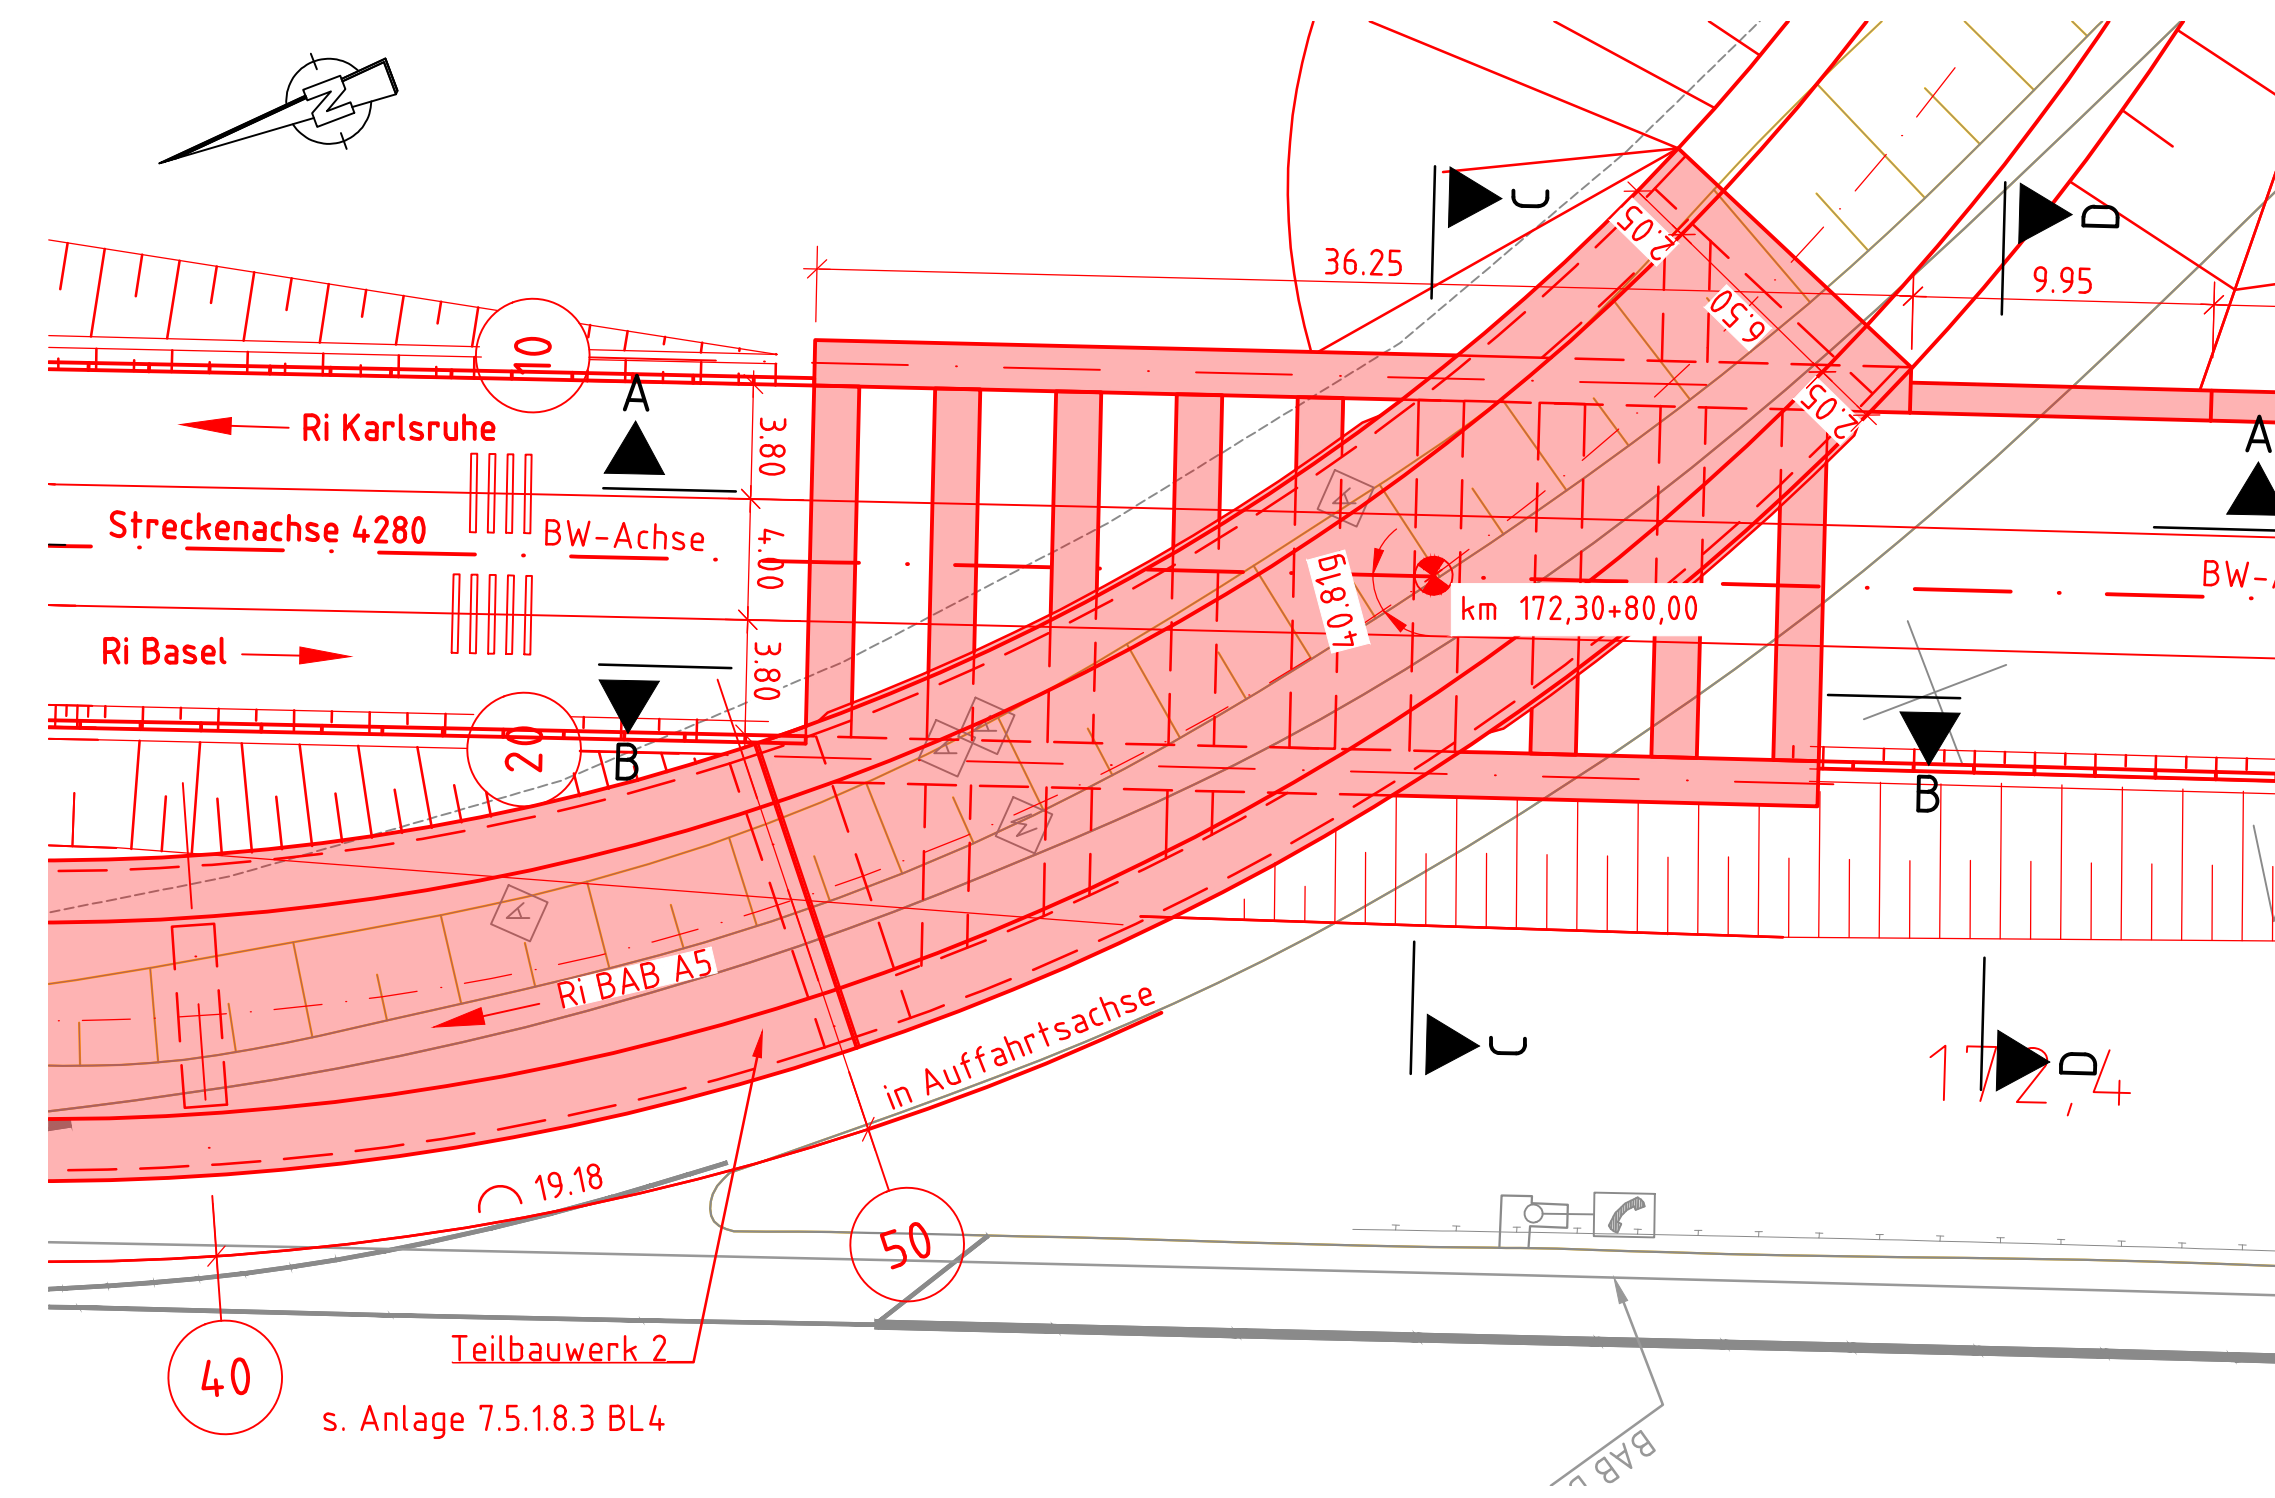 N
C
D
36.25
9.95
2.05
6.50
2.05
10
A
A
Ri Karlsruhe
3.80
Streckenachse 4280
BW-Achse
4.00
BW-
A
40.81g
km 172,30+80,00
Ri Basel
3.80
20
B
B
A
A
M
A
Ri BAB A5
in Auffahrtsachse
C
D
172,4
19.18
50
Teilbauwerk 2
40
s. Anlage 7.5.1.8.3 BL4
BAB